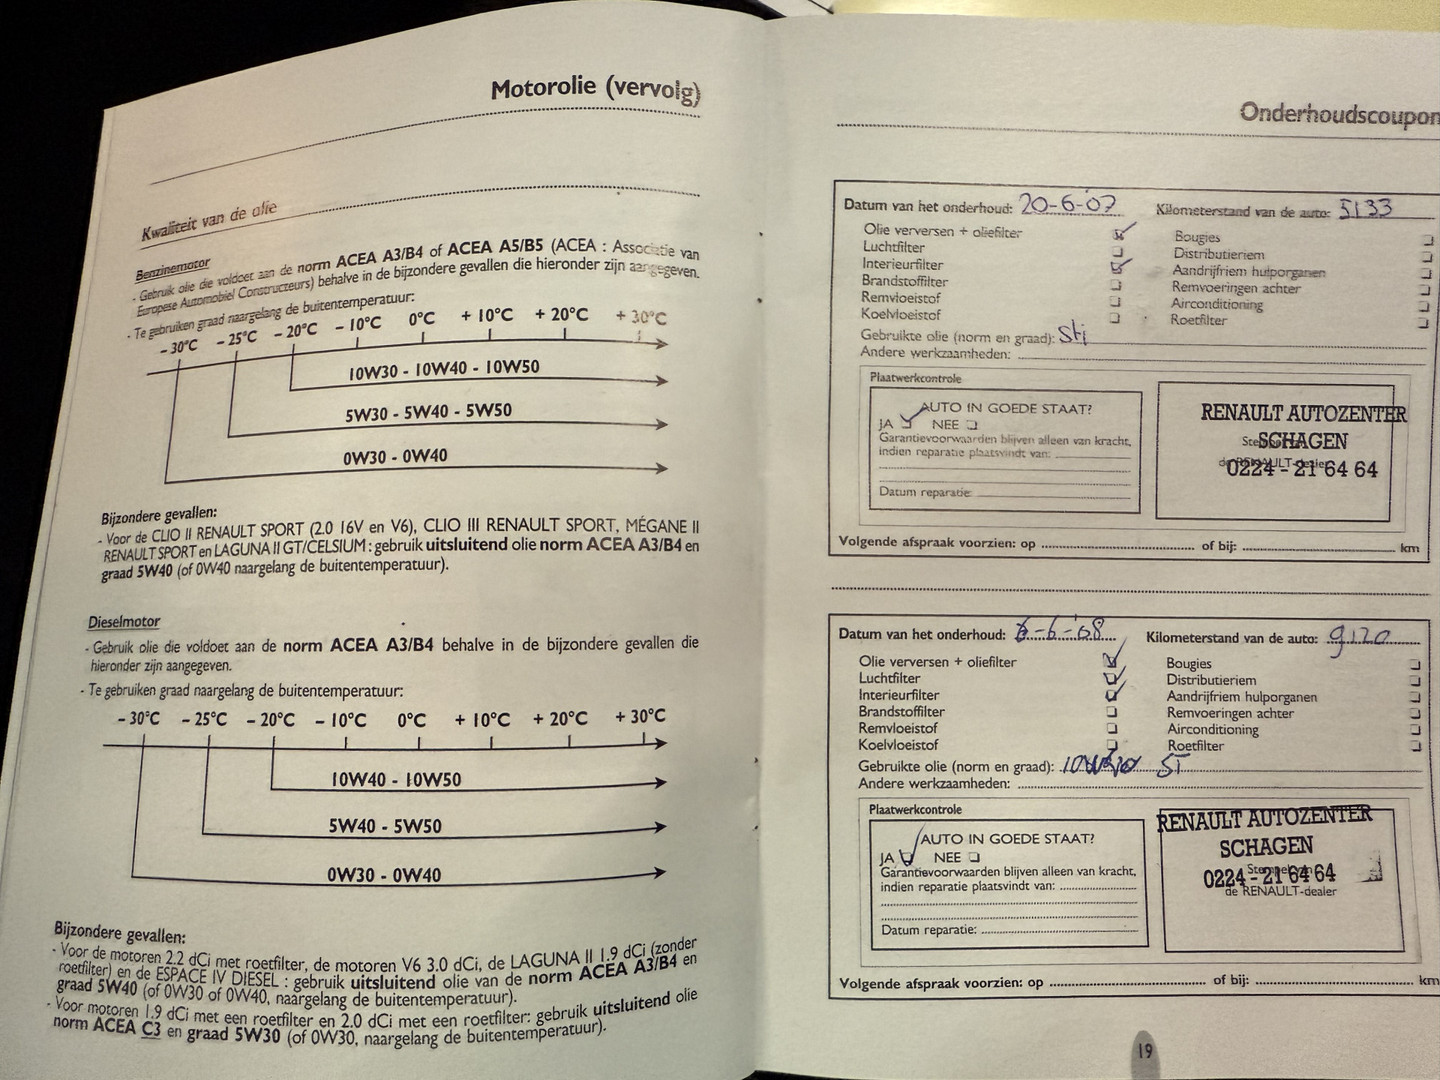 Motorolie (vervolg)
Kwaliteit van de olie
Benzinemotor
- Gebruik olie die voldoet aan de norm ACEA A3/B4 of ACEA A5/B5 (ACEA : Associatie van
Europese Automobiel Constructeurs) behalve in de bijzondere gevallen die hieronder zijn aangegeven.
- Te gebruiken graad naargelang de buitentemperatuur:
- 30°C - 25°C - 20°C - 10°C 0°C + 10°C + 20°C + 30°C
10W30 - 10W40 - 10W50
5W30 - 5W40 - 5W50
0W30 - 0W40
Bijzondere gevallen:
- Voor de CLIO II RENAULT SPORT (2.0 16V en V6), CLIO III RENAULT SPORT, MÉGANE II
RENAULT SPORT en LAGUNA II GT/CELSIUM : gebruik uitsluitend olie norm ACEA A3/B4 en
graad 5W40 (of 0W40 naargelang de buitentemperatuur).
Dieselmotor
- Gebruik olie die voldoet aan de norm ACEA A3/B4 behalve in de bijzondere gevallen die
hieronder zijn aangegeven.
- Te gebruiken graad naargelang de buitentemperatuur:
- 30°C - 25°C - 20°C - 10°C 0°C + 10°C + 20°C + 30°C
10W40 - 10W50
5W40 - 5W50
0W30 - 0W40
Bijzondere gevallen:
- Voor de motoren 2.2 dCi met roetfilter, de motoren V6 3.0 dCi, de LAGUNA II 1.9 dCi (zonder
roetfilter) en de ESPACE IV DIESEL : gebruik uitsluitend olie van de norm ACEA A3/B4 en
graad 5W40 (of 0W30 of 0W40, naargelang de buitentemperatuur).
- Voor motoren 1.9 dCi met een roetfilter en 2.0 dCi met een roetfilter: gebruik uitsluitend olie
norm ACEA C3 en graad 5W30 (of 0W30, naargelang de buitentemperatuur).
Onderhoudscoupon
Datum van het onderhoud: 20-6-'07 Kilometerstand van de auto: 5133
Olie verversen + oliefilter Bougies
Luchtfilter Distributieriem
Interieurfilter Aandrijfriem hulporganen
Brandstoffilter Remvoeringen achter
Remvloeistof Airconditioning
Koelvloeistof Roetfilter
Gebruikte olie (norm en graad):
Andere werkzaamheden:
Plaatwerkcontrole
AUTO IN GOEDE STAAT?
JA NEE
Garantievoorwaarden blijven alleen van kracht,
indien reparatie plaatsvindt van:
Datum reparatie:
RENAULT AUTOZENTER
SCHAGEN
0224 - 21 64 64
Volgende afspraak voorzien: op of bij: km
Datum van het onderhoud: 6-6-'08 Kilometerstand van de auto: 9120
Olie verversen + oliefilter Bougies
Luchtfilter Distributieriem
Interieurfilter Aandrijfriem hulporganen
Brandstoffilter Remvoeringen achter
Remvloeistof Airconditioning
Koelvloeistof Roetfilter
Gebruikte olie (norm en graad):
Andere werkzaamheden:
Plaatwerkcontrole
AUTO IN GOEDE STAAT?
JA NEE
Garantievoorwaarden blijven alleen van kracht,
indien reparatie plaatsvindt van:
Datum reparatie:
RENAULT AUTOZENTER
SCHAGEN
0224 - 21 64 64
de RENAULT-dealer
Volgende afspraak voorzien: op of bij: km
19